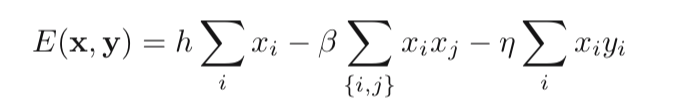 E(𝐱, 𝐲) = h ∑_i x_i − β ∑_{{i,j}} x_i x_j − η ∑_i x_i y_i